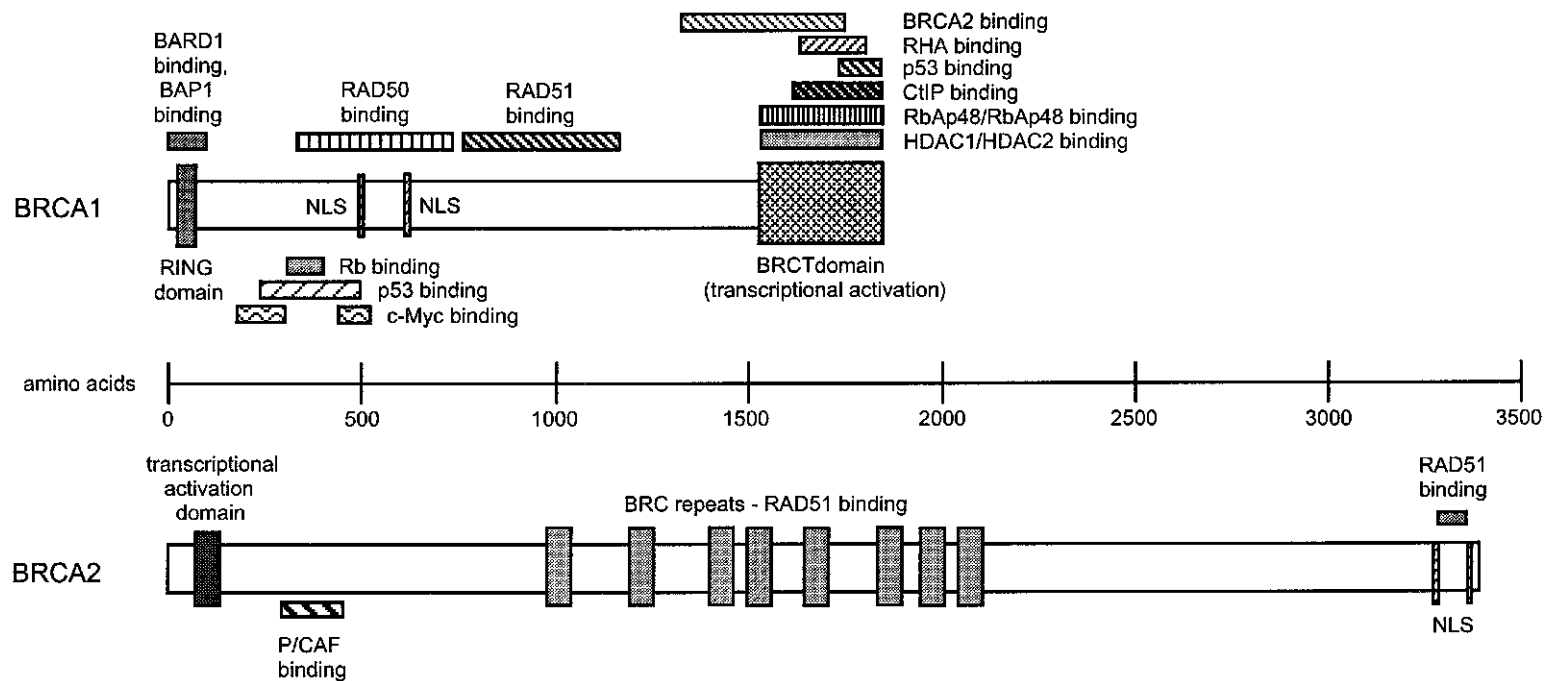 BARD1
binding,
BAP1
binding
RAD50
binding
RAD51
binding
BRCA2 binding
RHA binding
p53 binding
CtIP binding
RbAp48/RbAp48 binding
HDAC1/HDAC2 binding
BRCA1
NLS
NLS
RING
domain
Rb binding
p53 binding
c-Myc binding
BRCTdomain
(transcriptional activation)
amino acids
0
500
1000
1500
2000
2500
3000
3500
transcriptional
activation
domain
BRC repeats - RAD51 binding
RAD51
binding
BRCA2
P/CAF
binding
NLS